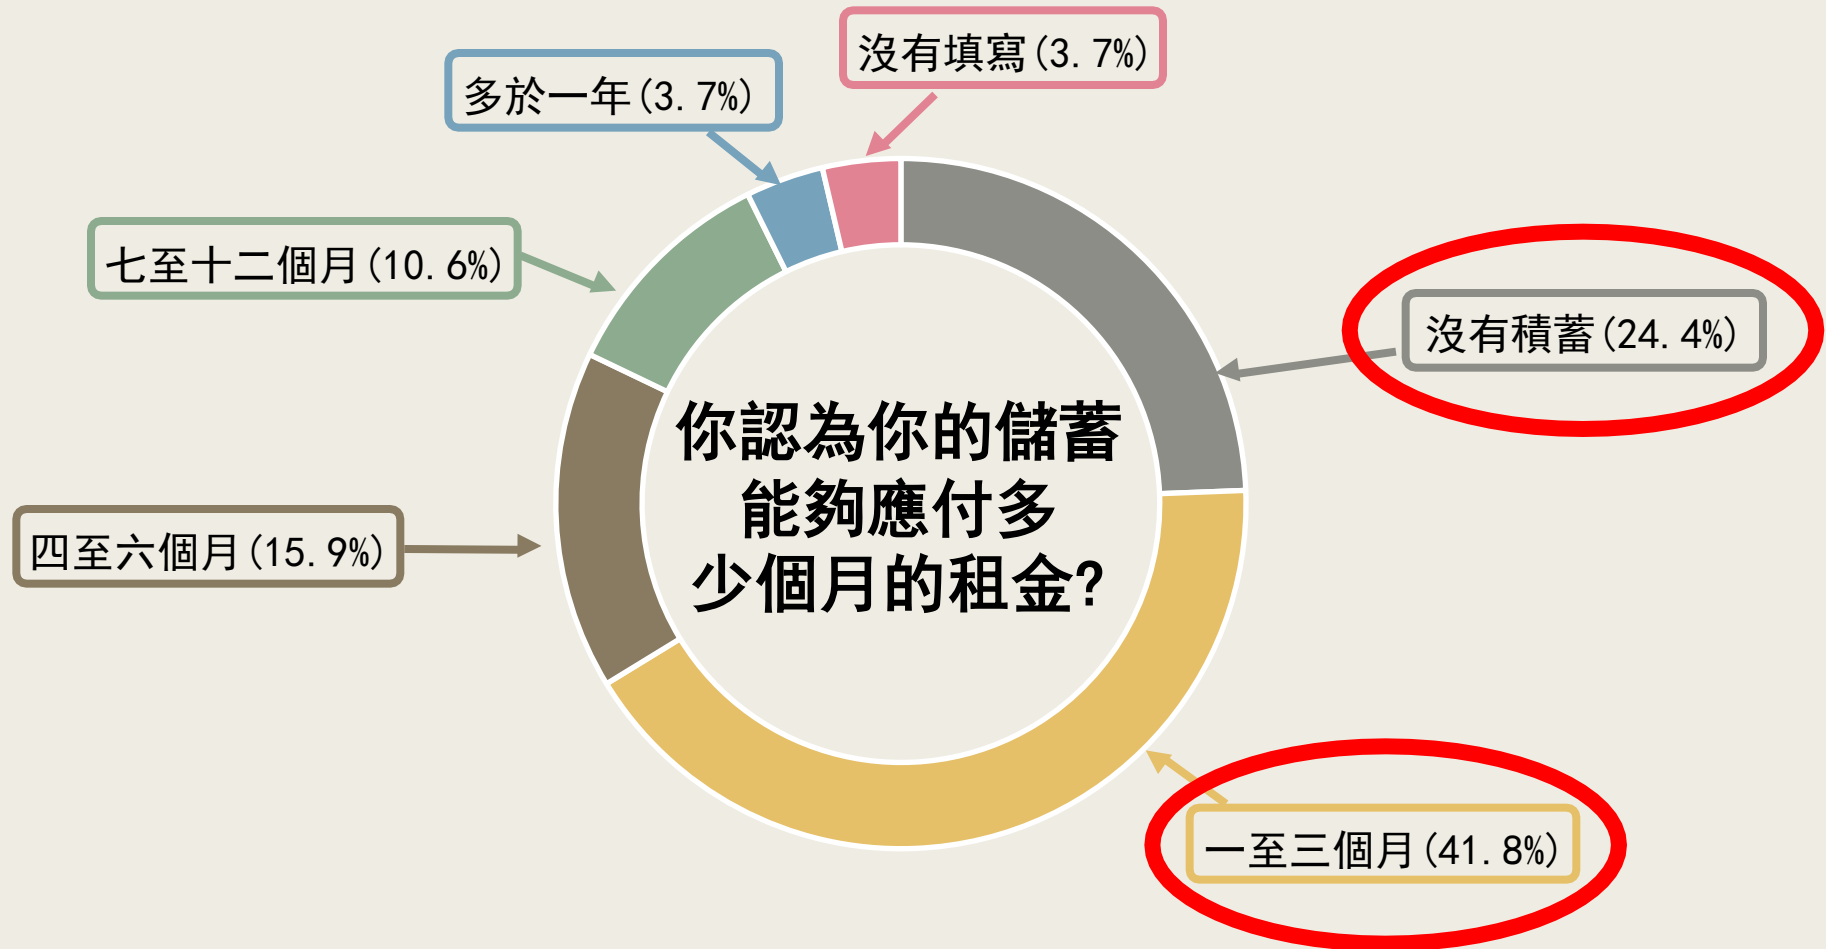 沒有填寫(3.7%)
多於一年(3.7%)
七至十二個月(10.6%)
沒有積蓄(24.4%)
你認為你的儲蓄
能夠應付多
少個月的租金?
四至六個月(15.9%)
一至三個月(41.8%)